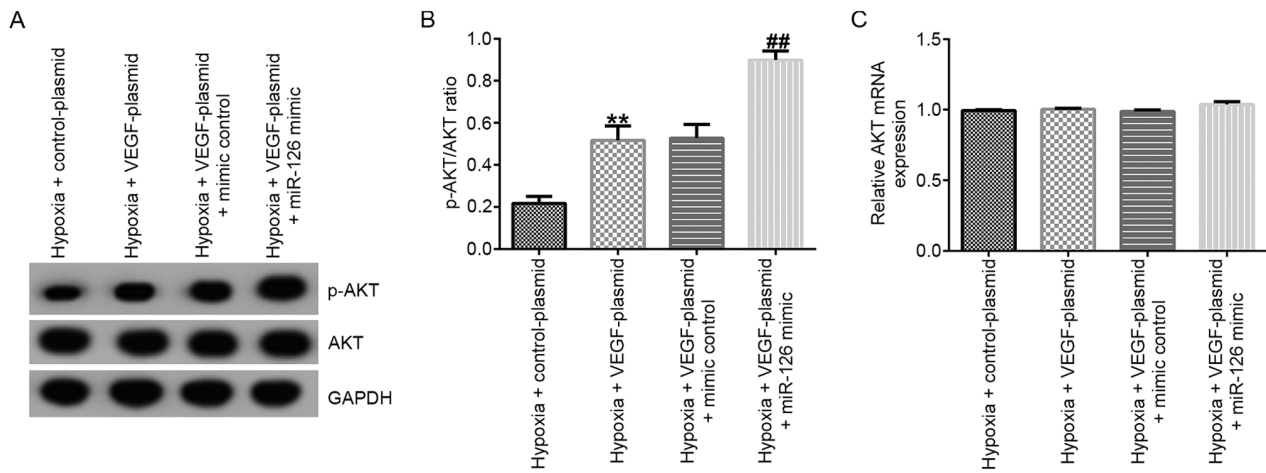 A
Hypoxia + control-plasmid
Hypoxia + VEGF-plasmid
Hypoxia + VEGF-plasmid
+ mimic control
Hypoxia + VEGF-plasmid
+ miR-126 mimic
p-AKT
AKT
GAPDH
B
p-AKT/AKT ratio
1.0
0.8
0.6
0.4
0.2
0.0
**
##
Hypoxia + control-plasmid
Hypoxia + VEGF-plasmid
Hypoxia + VEGF-plasmid
+ mimic control
Hypoxia + VEGF-plasmid
+ miR-126 mimic
C
Relative AKT mRNA
expression
1.5
1.0
0.5
0.0
Hypoxia + control-plasmid
Hypoxia + VEGF-plasmid
Hypoxia + VEGF-plasmid
+ mimic control
Hypoxia + VEGF-plasmid
+ miR-126 mimic